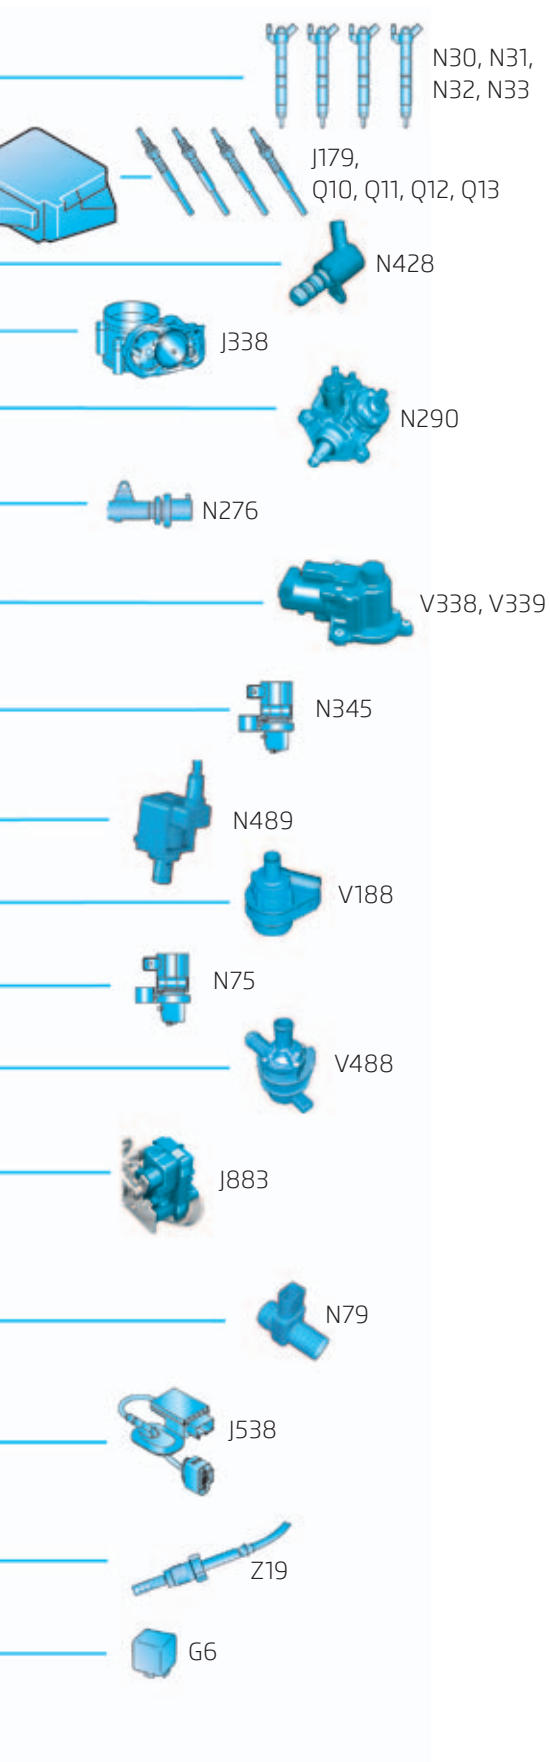 N30, N31,
N32, N33
J179,
Q10, Q11, Q12, Q13
N428
J338
N290
N276
V338, V339
N345
N489
V188
N75
V488
J883
N79
J538
Z19
G6